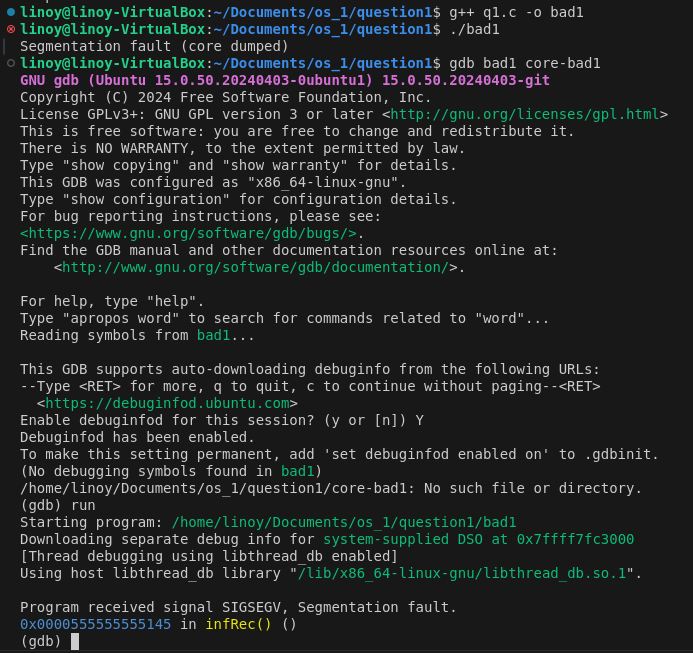 linoy@linoy-VirtualBox:~/Documents/os_1/question1$ g++ q1.c -o bad1
linoy@linoy-VirtualBox:~/Documents/os_1/question1$ ./bad1
Segmentation fault (core dumped)
linoy@linoy-VirtualBox:~/Documents/os_1/question1$ gdb bad1 core-bad1
GNU gdb (Ubuntu 15.0.50.20240403-0ubuntu1) 15.0.50.20240403-git
Copyright (C) 2024 Free Software Foundation, Inc.
License GPLv3+: GNU GPL version 3 or later <http://gnu.org/licenses/gpl.html>
This is free software: you are free to change and redistribute it.
There is NO WARRANTY, to the extent permitted by law.
Type "show copying" and "show warranty" for details.
This GDB was configured as "x86_64-linux-gnu".
Type "show configuration" for configuration details.
For bug reporting instructions, please see:
<https://www.gnu.org/software/gdb/bugs/>.
Find the GDB manual and other documentation resources online at:
    <http://www.gnu.org/software/gdb/documentation/>.

For help, type "help".
Type "apropos word" to search for commands related to "word"...
Reading symbols from bad1...

This GDB supports auto-downloading debuginfo from the following URLs:
--Type <RET> for more, q to quit, c to continue without paging--<RET>
  <https://debuginfod.ubuntu.com>
Enable debuginfod for this session? (y or [n]) Y
Debuginfod has been enabled.
To make this setting permanent, add 'set debuginfod enabled on' to .gdbinit.
(No debugging symbols found in bad1)
/home/linoy/Documents/os_1/question1/core-bad1: No such file or directory.
(gdb) run
Starting program: /home/linoy/Documents/os_1/question1/bad1
Downloading separate debug info for system-supplied DSO at 0x7ffff7fc3000
[Thread debugging using libthread_db enabled]
Using host libthread_db library "/lib/x86_64-linux-gnu/libthread_db.so.1".

Program received signal SIGSEGV, Segmentation fault.
0x0000555555555145 in infRec() ()
(gdb)